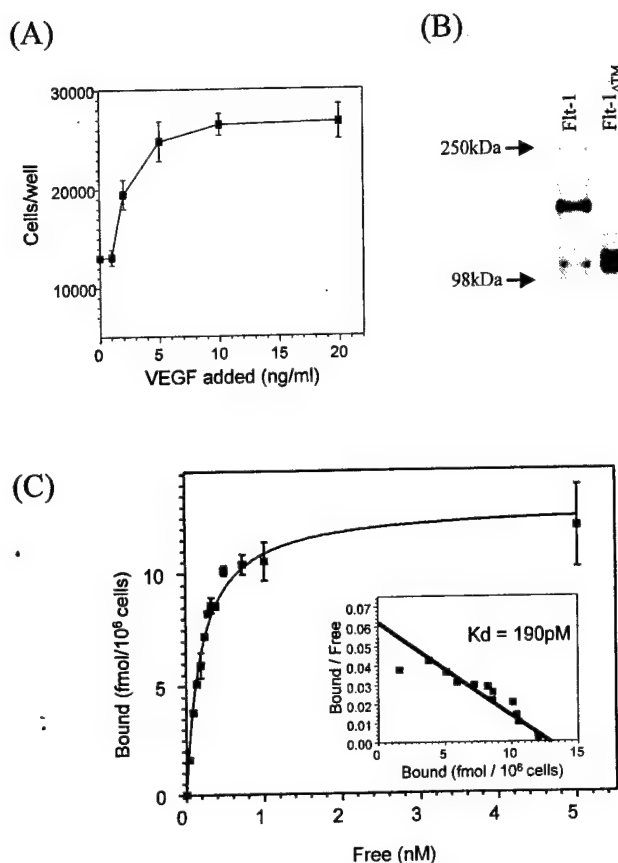 (A)
30000
20000
10000
Cells/well
0 5 10 15 20
VEGF added (ng/ml)
(B)
Flt-1
Flt-1ΔTM
250kDa
98kDa
(C)
10
5
0
Bound (fmol/10⁶ cells)
0 1 2 3 4 5
Free (nM)
0.07
0.06
0.05
0.04
0.03
0.02
0.01
0.00
Bound / Free
Kd = 190pM
0 5 10 15
Bound (fmol / 10⁶ cells)